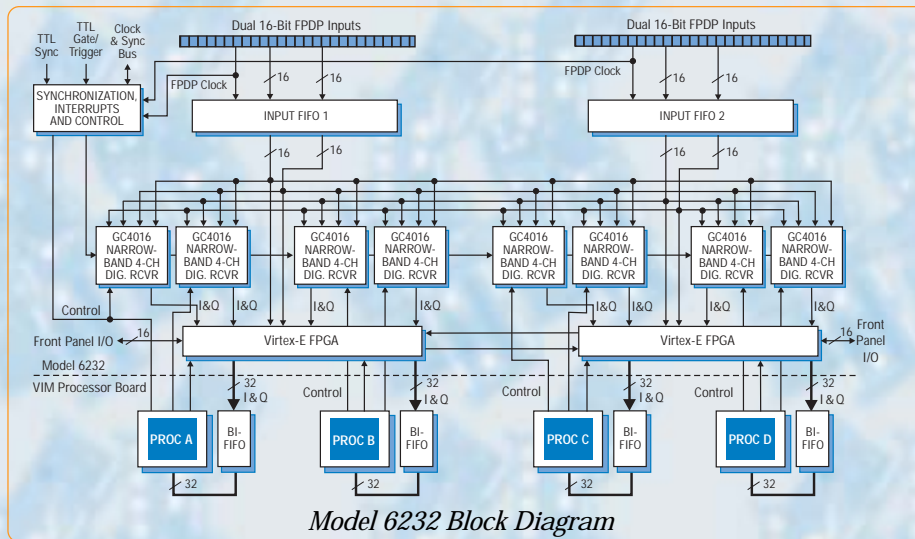 Dual 16-Bit FPDP Inputs
Dual 16-Bit FPDP Inputs
TTL
Sync
TTL
Gate/
Trigger
Clock
& Sync
Bus
FPDP Clock
16
16
FPDP Clock
16
16
SYNCHRONIZATION,
INTERRUPTS
AND CONTROL
INPUT FIFO 1
INPUT FIFO 2
16
16
16
16
GC4016
NARROW-
BAND 4-CH
DIG. RCVR
GC4016
NARROW-
BAND 4-CH
DIG. RCVR
GC4016
NARROW-
BAND 4-CH
DIG. RCVR
GC4016
NARROW-
BAND 4-CH
DIG. RCVR
GC4016
NARROW-
BAND 4-CH
DIG. RCVR
GC4016
NARROW-
BAND 4-CH
DIG. RCVR
GC4016
NARROW-
BAND 4-CH
DIG. RCVR
GC4016
NARROW-
BAND 4-CH
DIG. RCVR
Control
I&Q
I&Q
I&Q
I&Q
I&Q
I&Q
I&Q
Front Panel I/O
16
Virtex-E FPGA
Virtex-E FPGA
16
Front
Panel
I/O
Model 6232
VIM Processor Board
32
I&Q
Control
32
I&Q
Control
32
I&Q
Control
32
I&Q
PROC A
BI-
FIFO
PROC B
BI-
FIFO
PROC C
BI-
FIFO
PROC D
BI-
FIFO
32
32
32
32
Model 6232 Block Diagram